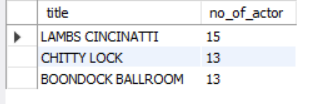 title no_of_actor
LAMBS CINCINATTI 15
CHITTY LOCK 13
BOONDOCK BALLROOM 13